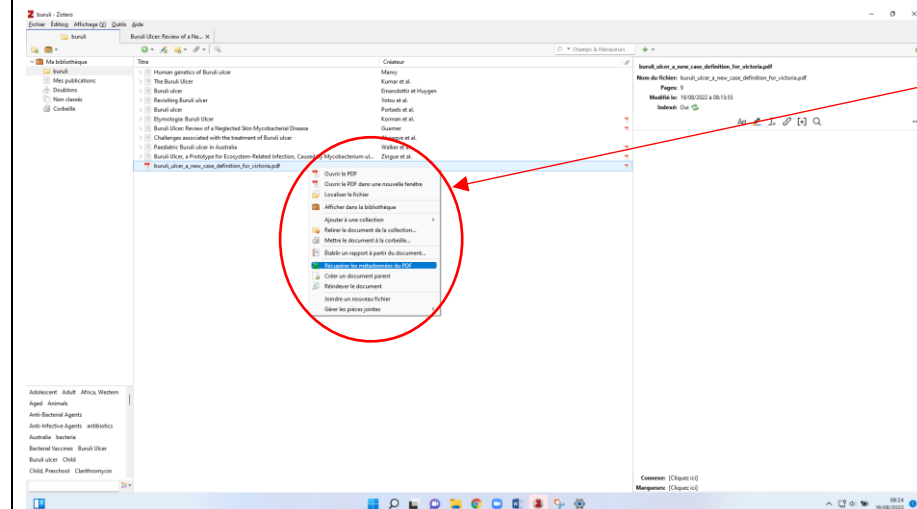 buruli - Zotero
Fichier Édition Affichage (V) Outils Aide
buruli
Buruli Ulcer: Review of a Ne... X
Champs & Marqueurs
Ma bibliothèque
buruli
Mes publications
Doublons
Non classés
Corbeille
Titre Créateur
Human genetics of Buruli ulcer Manry
The Buruli Ulcer Kumar et al.
Buruli ulcer Einarsdottir et Huygen
Revisiting Buruli ulcer Yotsu et al.
Buruli ulcer Portaels et al.
Etymologia: Buruli Ulcer Korman et al.
Buruli Ulcer: Review of a Neglected Skin Mycobacterial Disease Guarner
Challenges associated with the treatment of Buruli ulcer
Paediatric Buruli ulcer in Australia Walker et al.
Buruli Ulcer, a Prototype for Ecosystem-Related Infection, Caused by Mycobacterium ul... Zingue et al.
buruli_ulcer_a_new_case_definition_for_victoria.pdf
Ouvrir le PDF
Ouvrir le PDF dans une nouvelle fenêtre
Localiser le fichier
Afficher dans la bibliothèque
Ajouter à une collection
Retirer le document de la collection...
Mettre le document à la corbeille...
Établir un rapport à partir du document...
Récupérer les métadonnées du PDF
Créer un document parent
Réindexer le document
Joindre un nouveau fichier
Gérer les pièces jointes
buruli_ulcer_a_new_case_definition_for_victoria.pdf
Nom du fichier: buruli_ulcer_a_new_case_definition_for_victoria.pdf
Pages: 9
Modifié le: 19/08/2022 à 08:15:53
Indexé: Oui
Adolescent Adult Africa, Western
Aged Animals
Anti-Bacterial Agents
Anti-Infective Agents antibiotics
Australia bacteria
Bacterial Vaccines Buruli Ulcer
Buruli ulcer Child
Child, Preschool Clarithromycin
Connexe: [Cliquez ici]
Marqueurs: [Cliquez ici]
08:24
19/08/2022